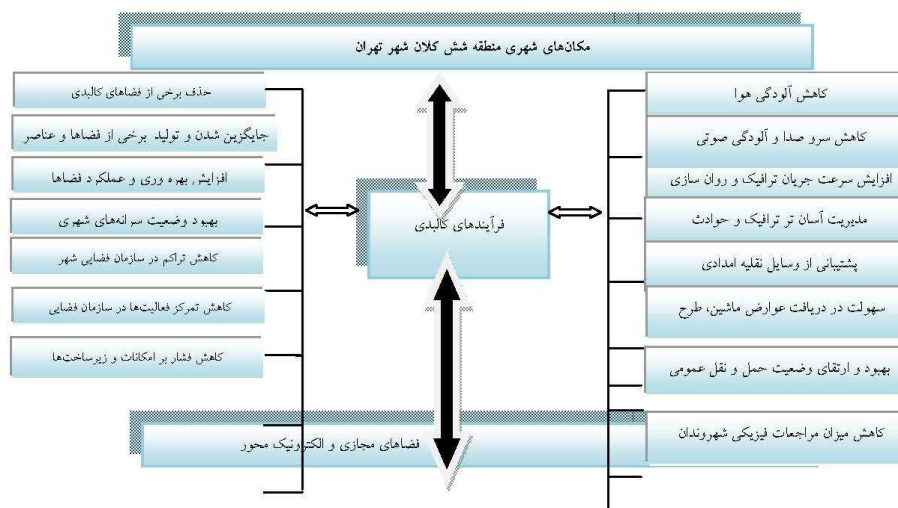 مکان‌های شهری منطقه شش کلان شهر تهران
کاهش آلودگی هوا
کاهش سرو صدا و آلودگی صوتی
افزایش سرعت جریان ترافیک و روان سازی
مدیریت آسان تر ترافیک و حوادث
پشتیبانی از وسایل نقلیه امدادی
سهولت در دریافت عوارض ماشین، طرح
بهبود و ارتقای وضعیت حمل و نقل عمومی
کاهش میزان مراجعات فیزیکی شهروندان
فرآیندهای کالبدی
حذف برخی از فضاهای کالبدی
جایگزین شدن و تولید برخی از فضاها و عناصر
افزایش بهره وری و عملکرد فضاها
بهبود وضعیت سرانه‌های شهری
کاهش تراکم در سازمان فضایی شهر
کاهش تمرکز فعالیت‌ها در سازمان فضایی
کاهش فشار بر امکانات و زیرساخت‌ها
فضاهای مجازی و الکترونیک محور